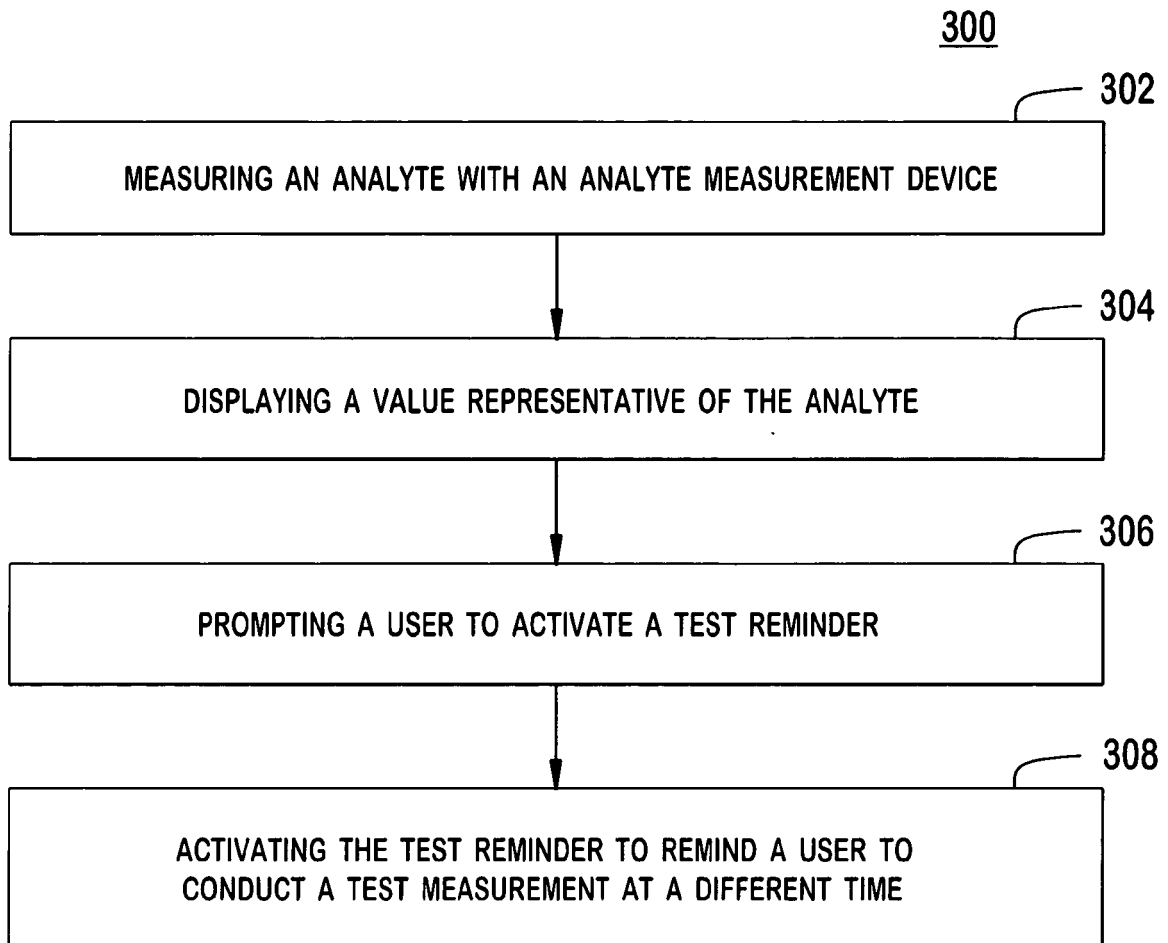 300
302
MEASURING AN ANALYTE WITH AN ANALYTE MEASUREMENT DEVICE
304
DISPLAYING A VALUE REPRESENTATIVE OF THE ANALYTE
306
PROMPTING A USER TO ACTIVATE A TEST REMINDER
308
ACTIVATING THE TEST REMINDER TO REMIND A USER TO
CONDUCT A TEST MEASUREMENT AT A DIFFERENT TIME